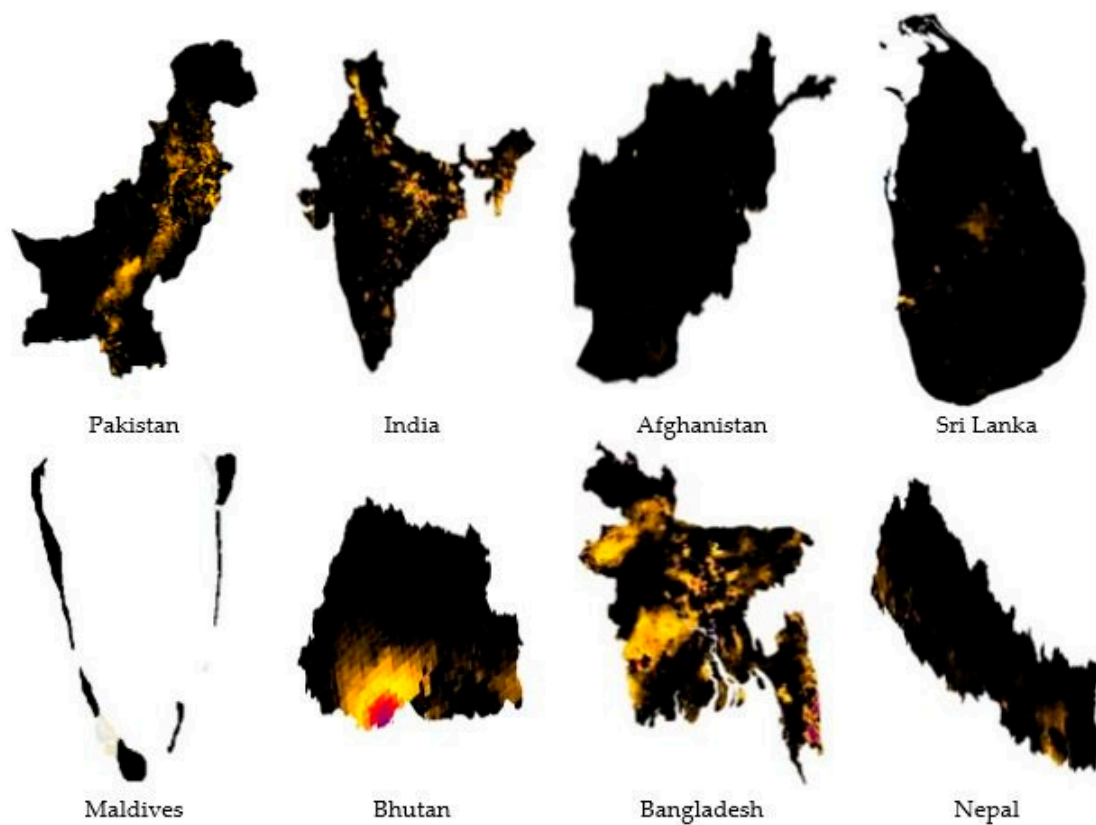 Pakistan
India
Afghanistan
Sri Lanka
Maldives
Bhutan
Bangladesh
Nepal